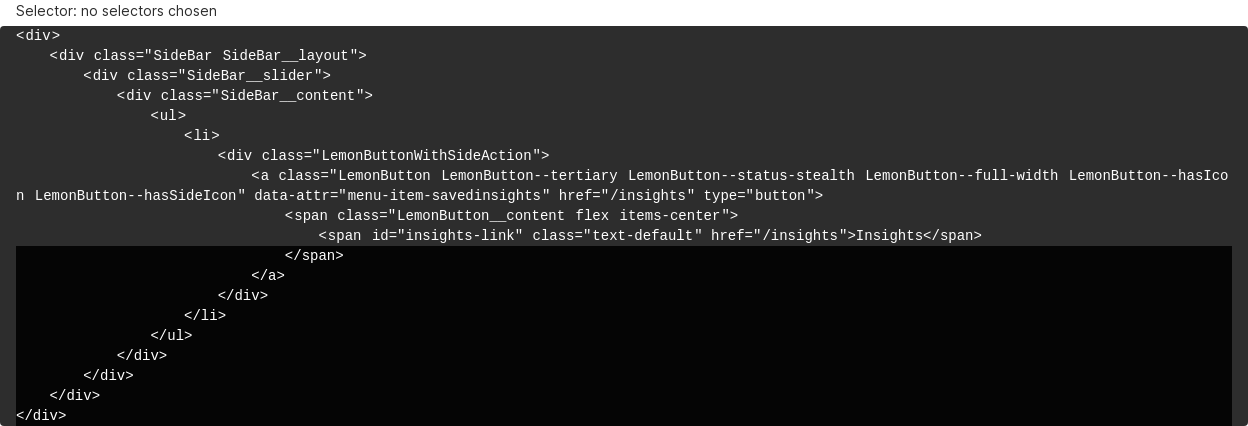 Selector: no selectors chosen
<div>
    <div class="SideBar SideBar__layout">
        <div class="SideBar__slider">
            <div class="SideBar__content">
                <ul>
                    <li>
                        <div class="LemonButtonWithSideAction">
                            <a class="LemonButton LemonButton--tertiary LemonButton--status-stealth LemonButton--full-width LemonButton--hasIco
n LemonButton--hasSideIcon" data-attr="menu-item-savedinsights" href="/insights" type="button">
                                <span class="LemonButton__content flex items-center">
                                    <span id="insights-link" class="text-default" href="/insights">Insights</span>
                                </span>
                            </a>
                        </div>
                    </li>
                </ul>
            </div>
        </div>
    </div>
</div>